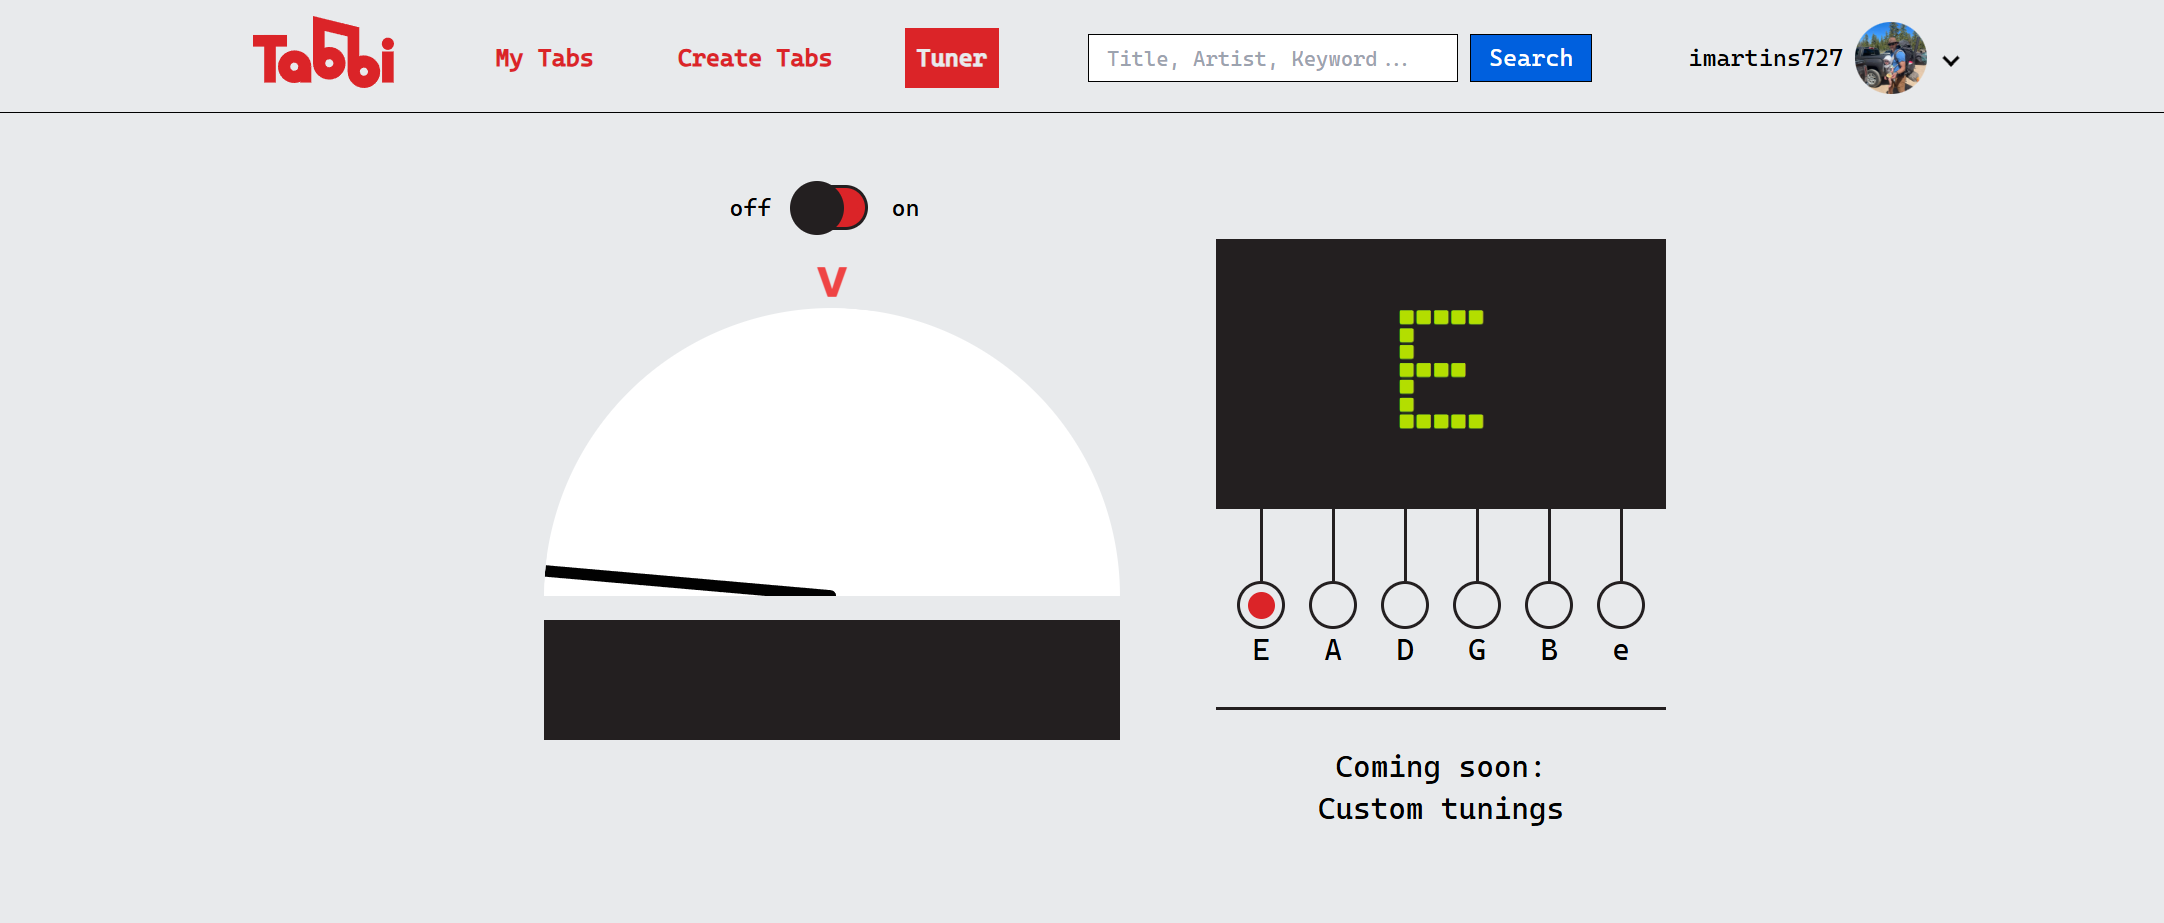 Tabbi
My Tabs
Create Tabs
Tuner
Title, Artist, Keyword...
Search
imartins727
off
on
V
E
E A D G B e
Coming soon:
Custom tunings